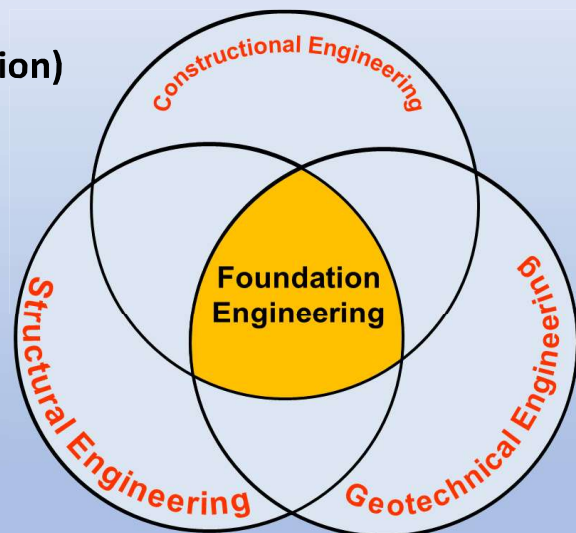 ion)
Constructional Engineering
Foundation
Engineering
Structural Engineering
Geotechnical Engineering